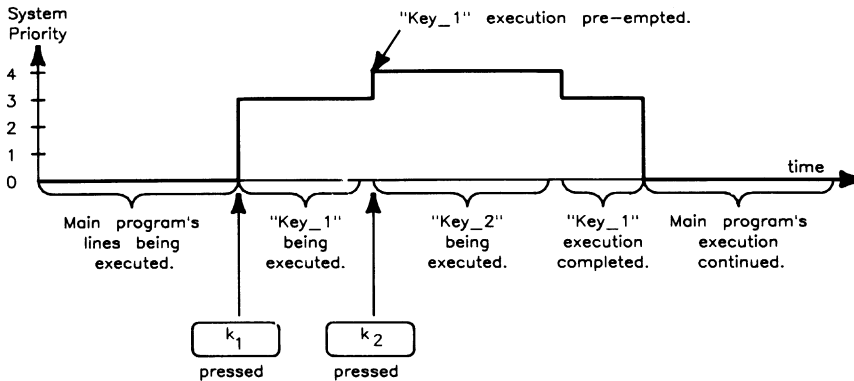 System
Priority
"Key_1" execution pre-empted.
4
3
2
1
0
time
Main program's
lines being
executed.
"Key_1"
being
executed.
"Key_2"
being
executed.
"Key_1"
execution
completed.
Main program's
execution
continued.
k1
pressed
k2
pressed